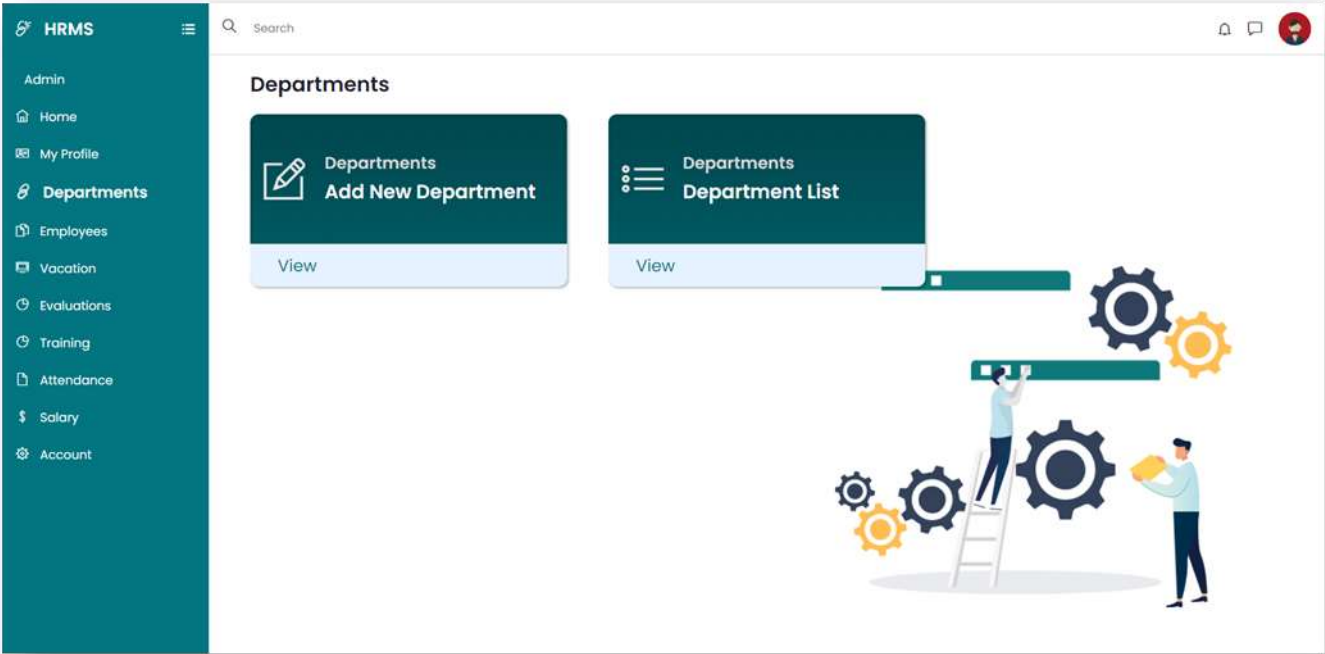 HRMS
Search
Admin
Home
My Profile
Departments
Employees
Vacation
Evaluations
Training
Attendance
$ Salary
Account
Departments
Departments
Add New Department
View
Departments
Department List
View